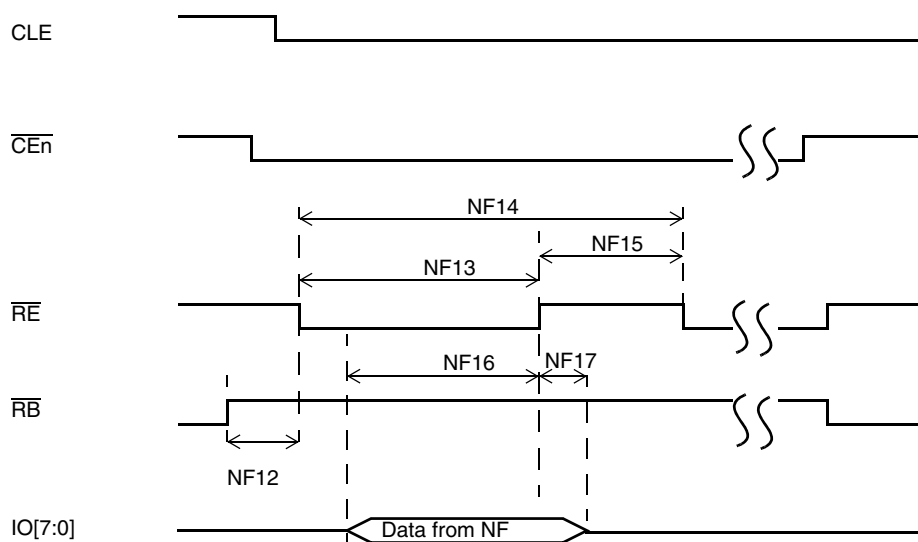 CLE
CEn
NF14
NF15
NF13
RE
NF16
NF17
RB
NF12
IO[7:0]
Data from NF